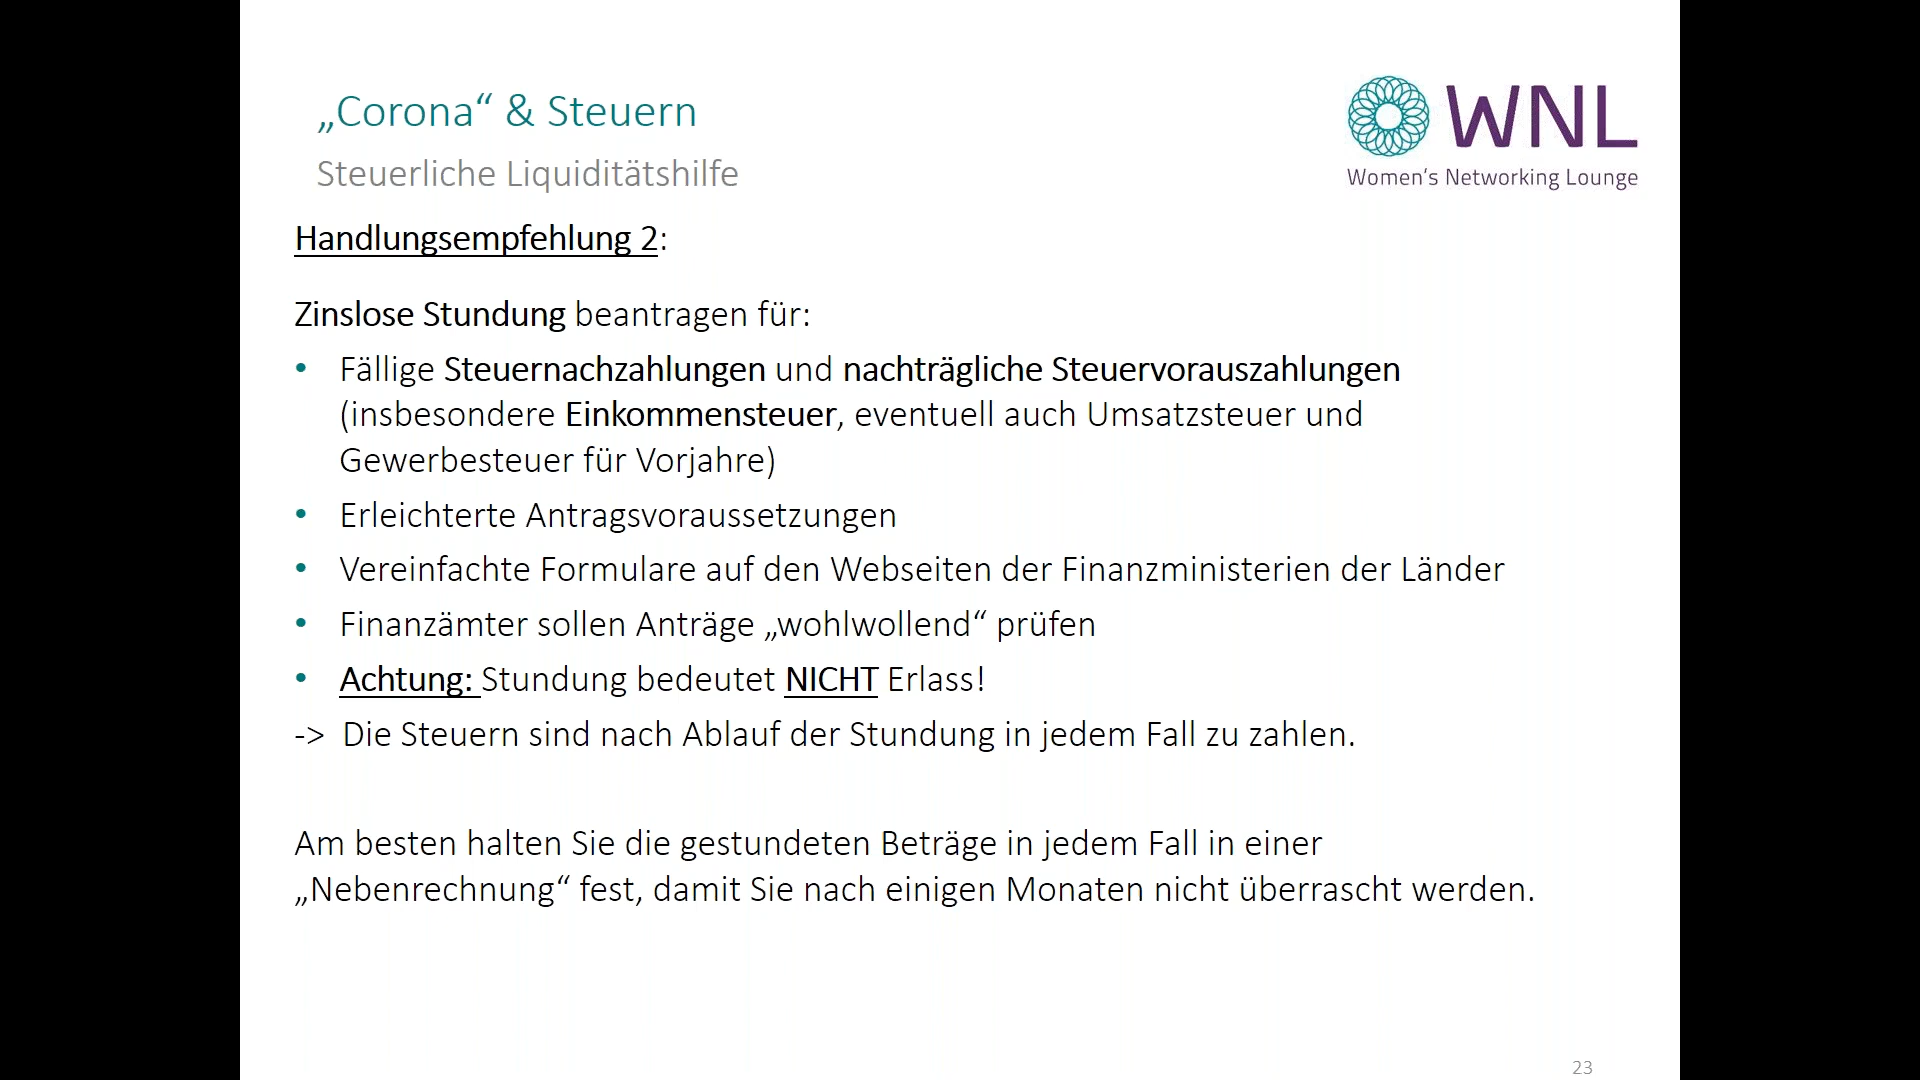 „Corona“ & Steuern
WNL
Women's Networking Lounge
Steuerliche Liquiditätshilfe
Handlungsempfehlung 2:
Zinslose Stundung beantragen für:
• Fällige Steuernachzahlungen und nachträgliche Steuervorauszahlungen
(insbesondere Einkommensteuer, eventuell auch Umsatzsteuer und
Gewerbesteuer für Vorjahre)
• Erleichterte Antragsvoraussetzungen
• Vereinfachte Formulare auf den Webseiten der Finanzministerien der Länder
• Finanzämter sollen Anträge „wohlwollend“ prüfen
• Achtung: Stundung bedeutet NICHT Erlass!
-> Die Steuern sind nach Ablauf der Stundung in jedem Fall zu zahlen.
Am besten halten Sie die gestundeten Beträge in jedem Fall in einer
„Nebenrechnung“ fest, damit Sie nach einigen Monaten nicht überrascht werden.
23